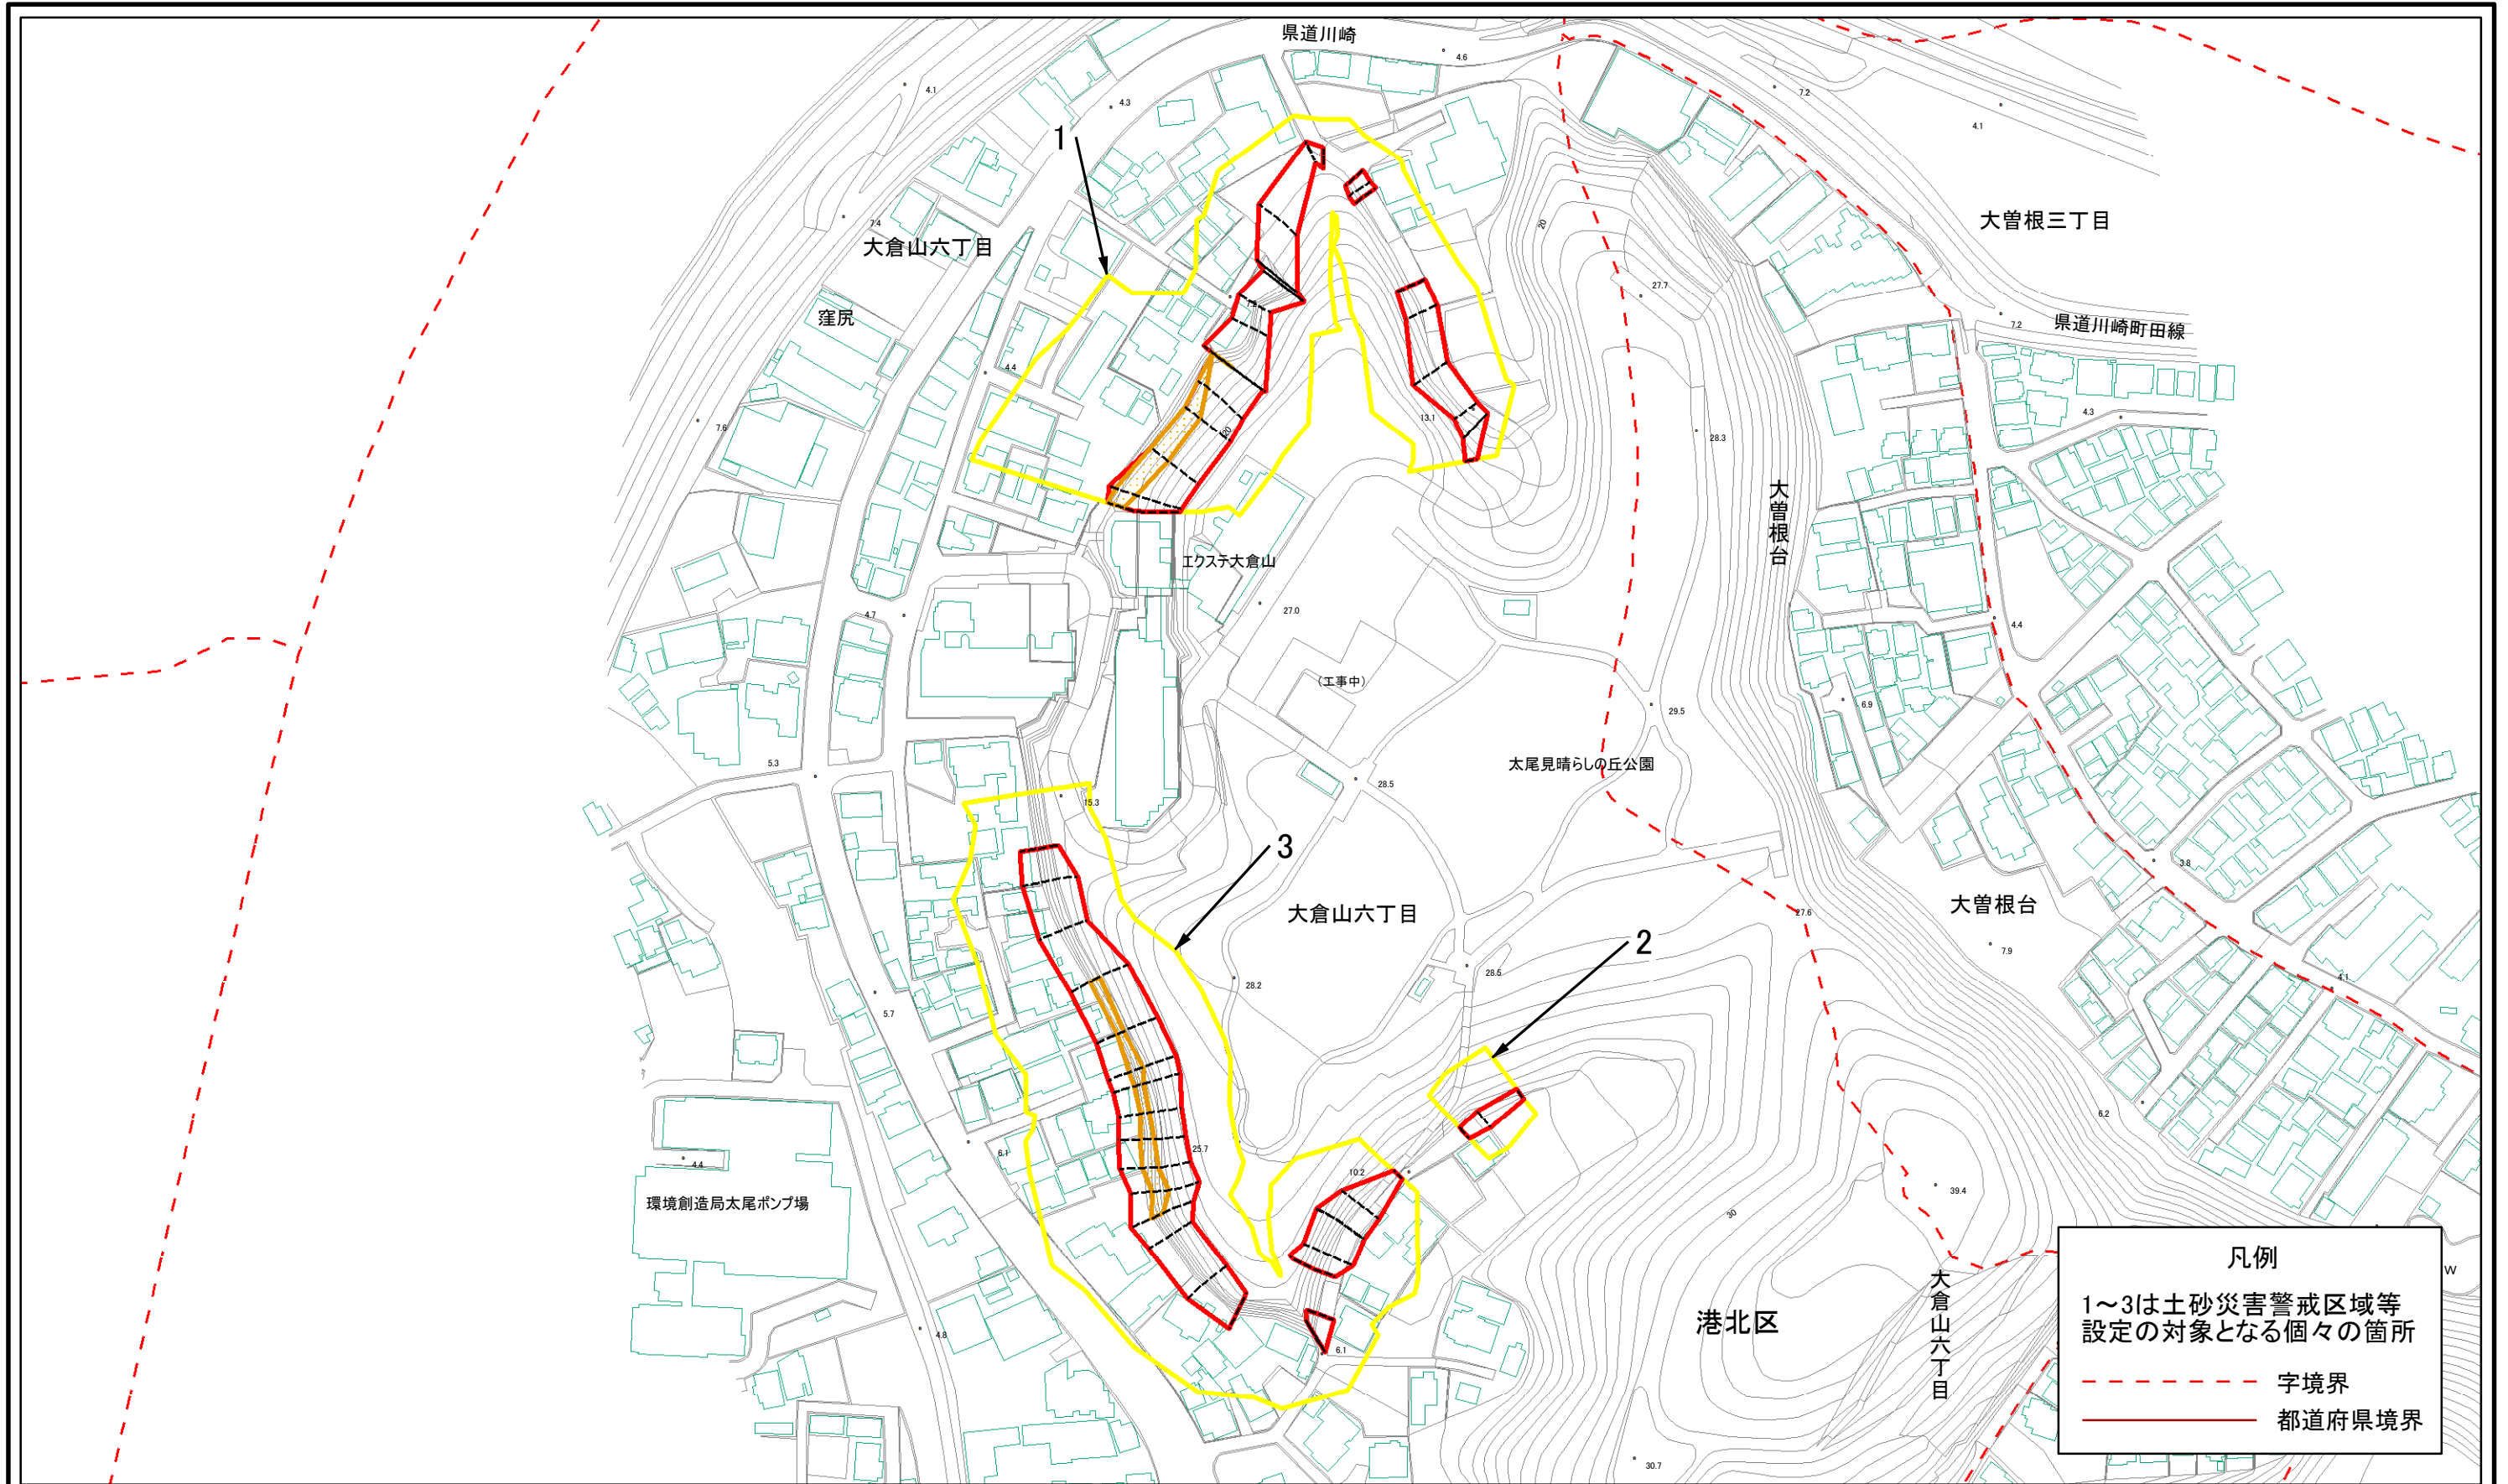 県道川崎
4.6
4.1
4.3
7.2
4.1
1
7.4
大倉山六丁目
大曽根三丁目
20
27.7
窪尻
7.2
県道川崎町田線
4.4
7.6
13.1
20
4.3
28.3
大曽根台
エクステ大倉山
27.0
4.7
4.4
(工事中)
6.9
29.5
5.3
太尾見晴らしの丘公園
28.5
15.3
3
3.8
大倉山六丁目
27.6
大曽根台
2
7.9
28.5
4.1
28.2
5.7
6.2
6.1
25.7
4.4
10.2
39.4
環境創造局太尾ポンプ場
30
港北区
大倉山六丁目
W
4.8
6.1
30.7
凡例
1~3は土砂災害警戒区域等
設定の対象となる個々の箇所
字境界
都道府県境界